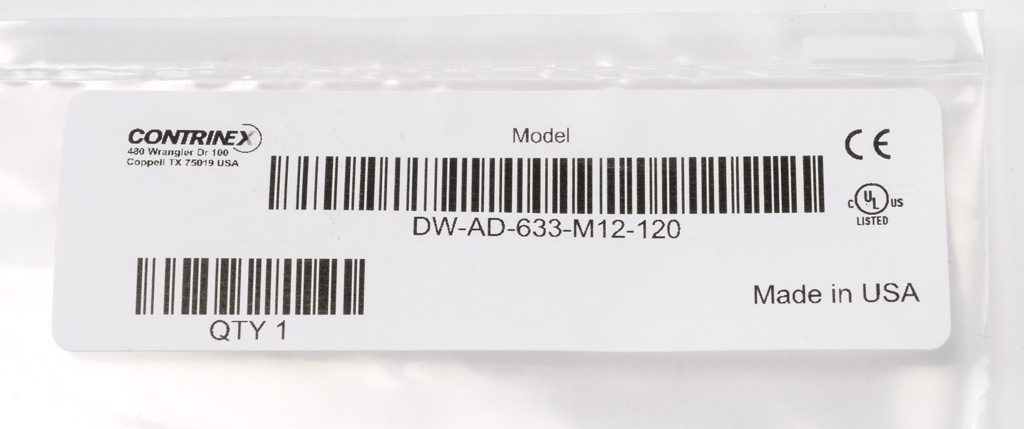 CONTRINEX
480 Wrangler Dr 100
Coppell TX 75019 USA
Model
DW-AD-633-M12-120
CE
C UL US
LISTED
QTY 1
Made in USA